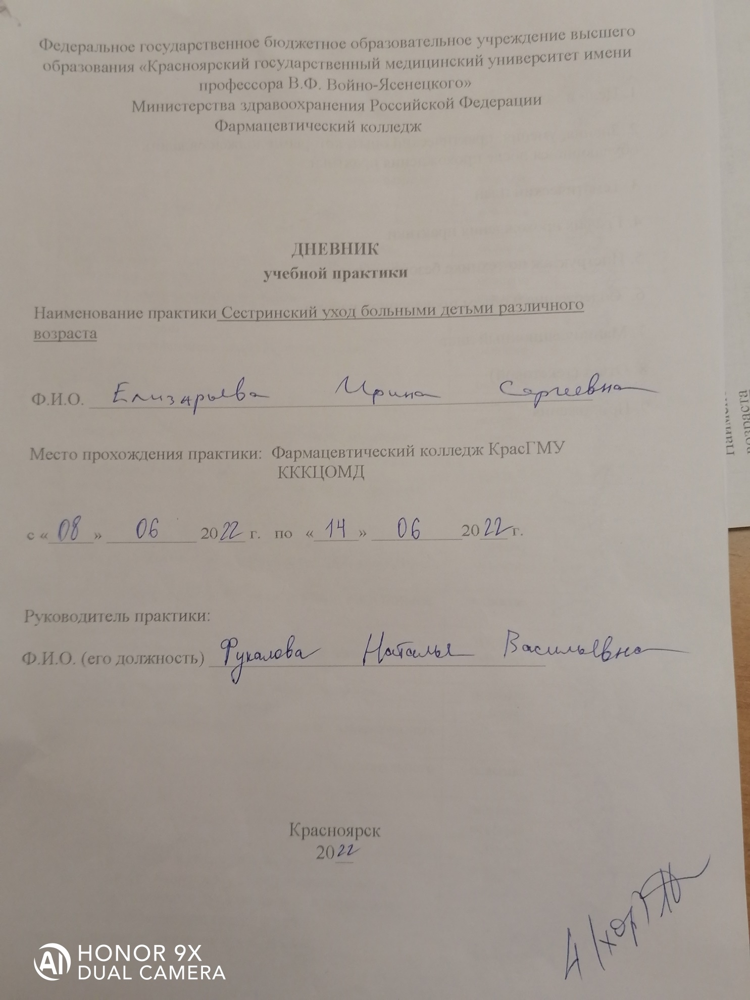 Федеральное государственное бюджетное образовательное учреждение высшего
образования «Красноярский государственный медицинский университет имени
профессора В.Ф. Войно-Ясенецкого»
Министерства здравоохранения Российской Федерации
Фармацевтический колледж
ДНЕВНИК
учебной практики
Наименование практики Сестринский уход больными детьми различного
возраста
Ф.И.О. Елизарьева Ирина Сергеевна
Место прохождения практики: Фармацевтический колледж КрасГМУ
КККЦОМД
с «08» 06 2022 г. по «14» 06 2022 г.
Руководитель практики:
Ф.И.О. (его должность) Фукалова Наталья Васильевна
Красноярск
2022
4/хор
HONOR 9X
DUAL CAMERA
возраста